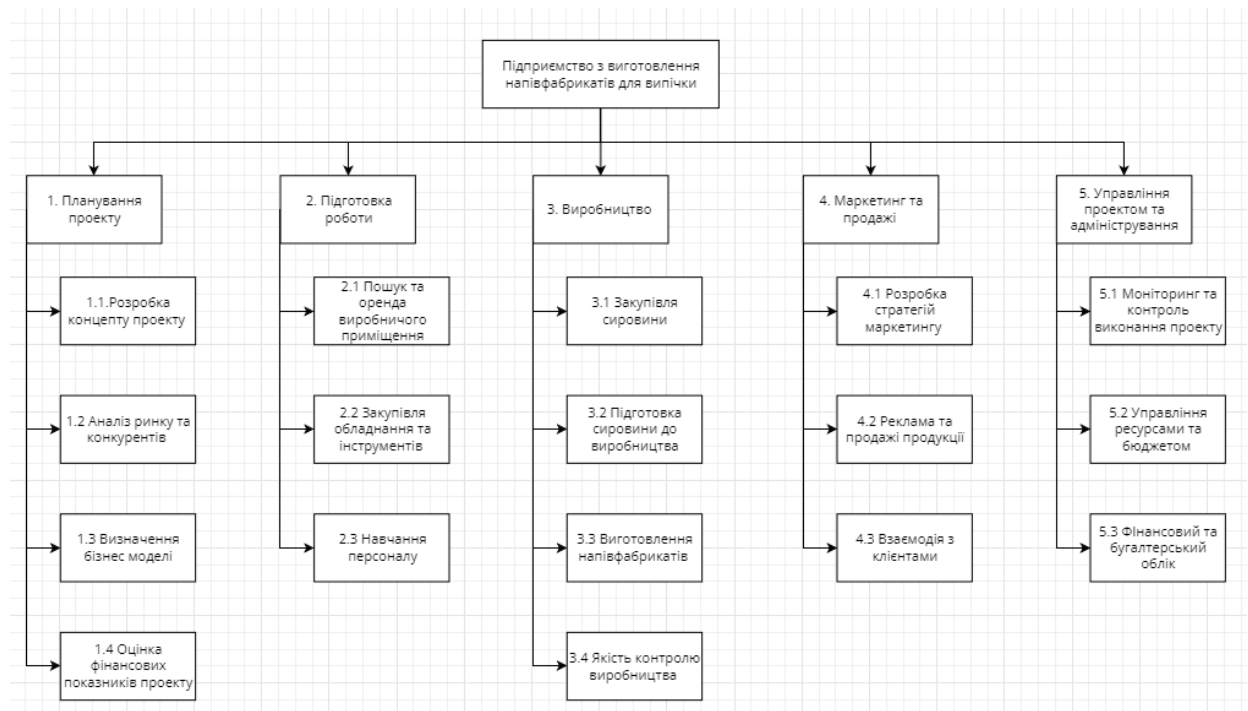 Підприємство з виготовлення
напівфабрикатів для випічки
1. Планування
проекту
2. Підготовка
роботи
3. Виробництво
4. Маркетинг та
продажі
5. Управління
проектом та
адміністрування
1.1.Розробка
концепту проекту
2.1 Пошук та
оренда
виробничого
приміщення
3.1 Закупівля
сировини
4.1 Розробка
стратегій
маркетингу
5.1 Моніторинг та
контроль
виконання проекту
1.2 Аналіз ринку та
конкурентів
2.2 Закупівля
обладнання та
інструментів
3.2 Підготовка
сировини до
виробництва
4.2 Реклама та
продажі продукції
5.2 Управління
ресурсами та
бюджетом
1.3 Визначення
бізнес моделі
2.3 Навчання
персоналу
3.3 Виготовлення
напівфабрикатів
4.3 Взаємодія з
клієнтами
5.3 ФІнансовий та
бугалтерський
облік
1.4 Оцінка
фінансових
показників проекту
3.4 Якість контролю
виробництва